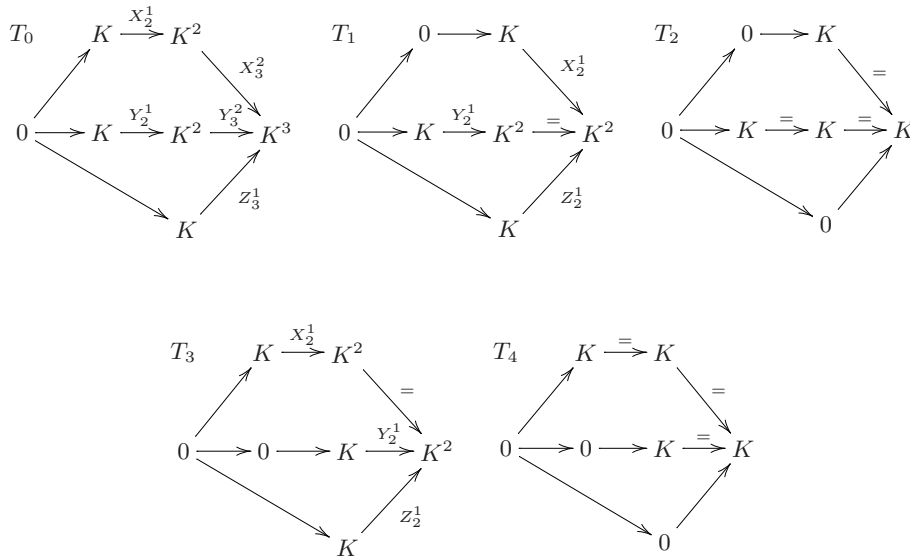 T_0 K X_2^1 K^2 T_1 0 K T_2 0 K
X_3^2 X_2^1 =
0 K Y_2^1 K^2 Y_3^2 K^3 0 K Y_2^1 K^2 = K^2 0 K = K = K
Z_3^1 Z_2^1
K K 0
T_3 K X_2^1 K^2 T_4 K = K
= =
0 0 K Y_2^1 K^2 0 0 K = K
Z_2^1
K 0